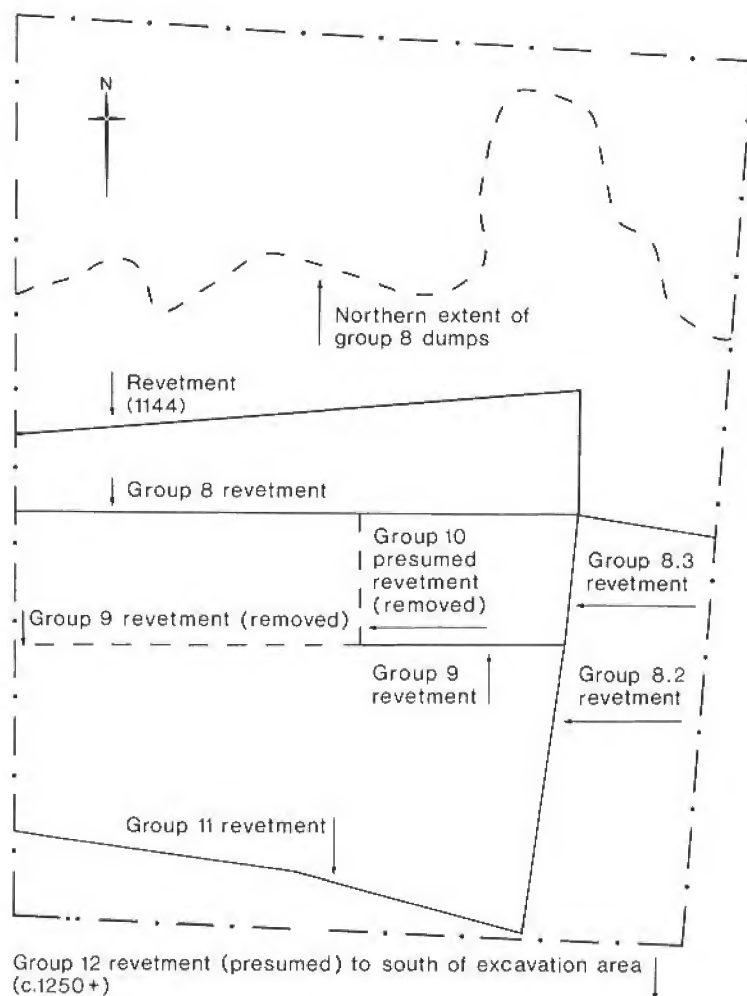 N
Northern extent of
group 8 dumps
Revetment
(1144)
Group 8 revetment
Group 10
presumed
revetment
(removed)
Group 8.3
revetment
Group 9 revetment (removed)
Group 9
revetment
Group 8.2
revetment
Group 11 revetment
Group 12 revetment (presumed) to south of excavation area
(c.1250+)